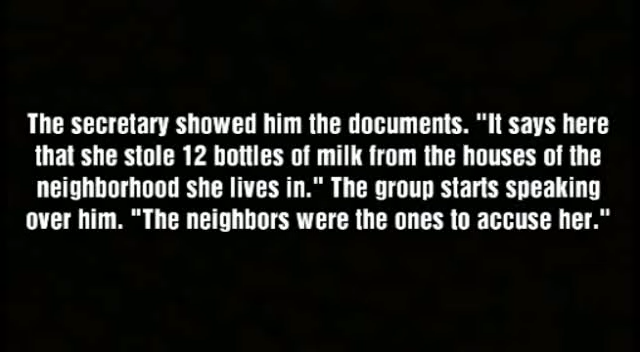 The secretary showed him the documents. "It says here
that she stole 12 bottles of milk from the houses of the
neighborhood she lives in." The group starts speaking
over him. "The neighbors were the ones to accuse her."